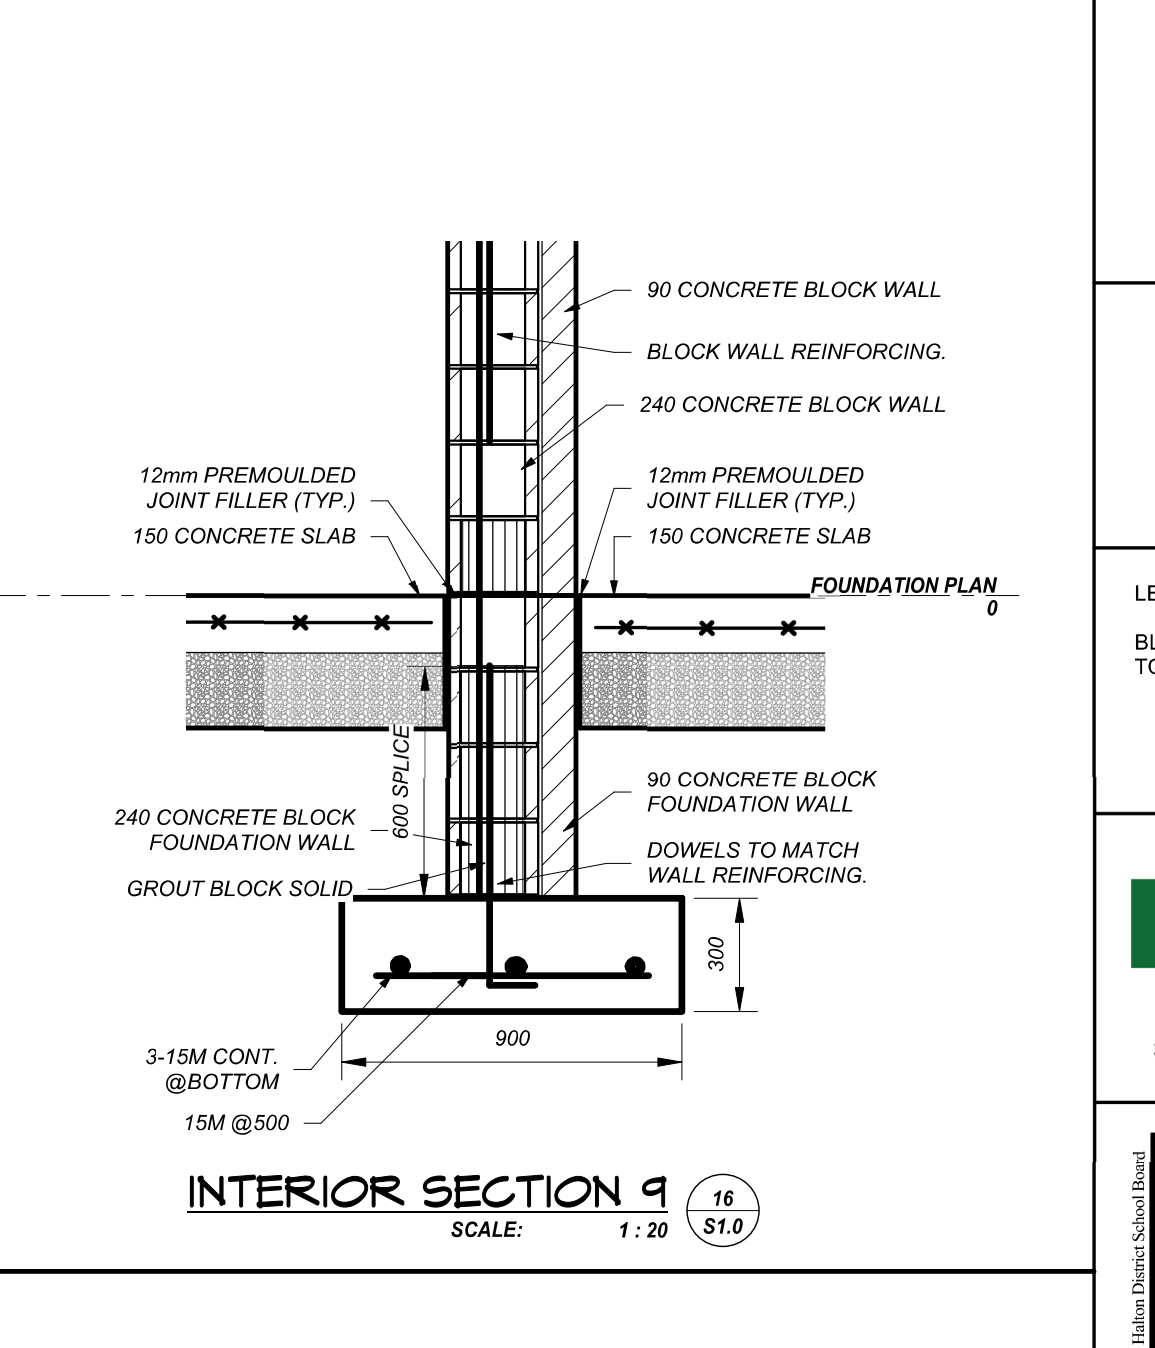 90 CONCRETE BLOCK WALL
BLOCK WALL REINFORCING.
240 CONCRETE BLOCK WALL
12mm PREMOULDED
JOINT FILLER (TYP.)
150 CONCRETE SLAB
12mm PREMOULDED
JOINT FILLER (TYP.)
150 CONCRETE SLAB
FOUNDATION PLAN
0
600 SPLICE
240 CONCRETE BLOCK
FOUNDATION WALL
GROUT BLOCK SOLID
90 CONCRETE BLOCK
FOUNDATION WALL
DOWELS TO MATCH
WALL REINFORCING.
300
900
3-15M CONT.
@BOTTOM
15M @500
INTERIOR SECTION 9
SCALE: 1 : 20
16
S1.0
Halton District School Board